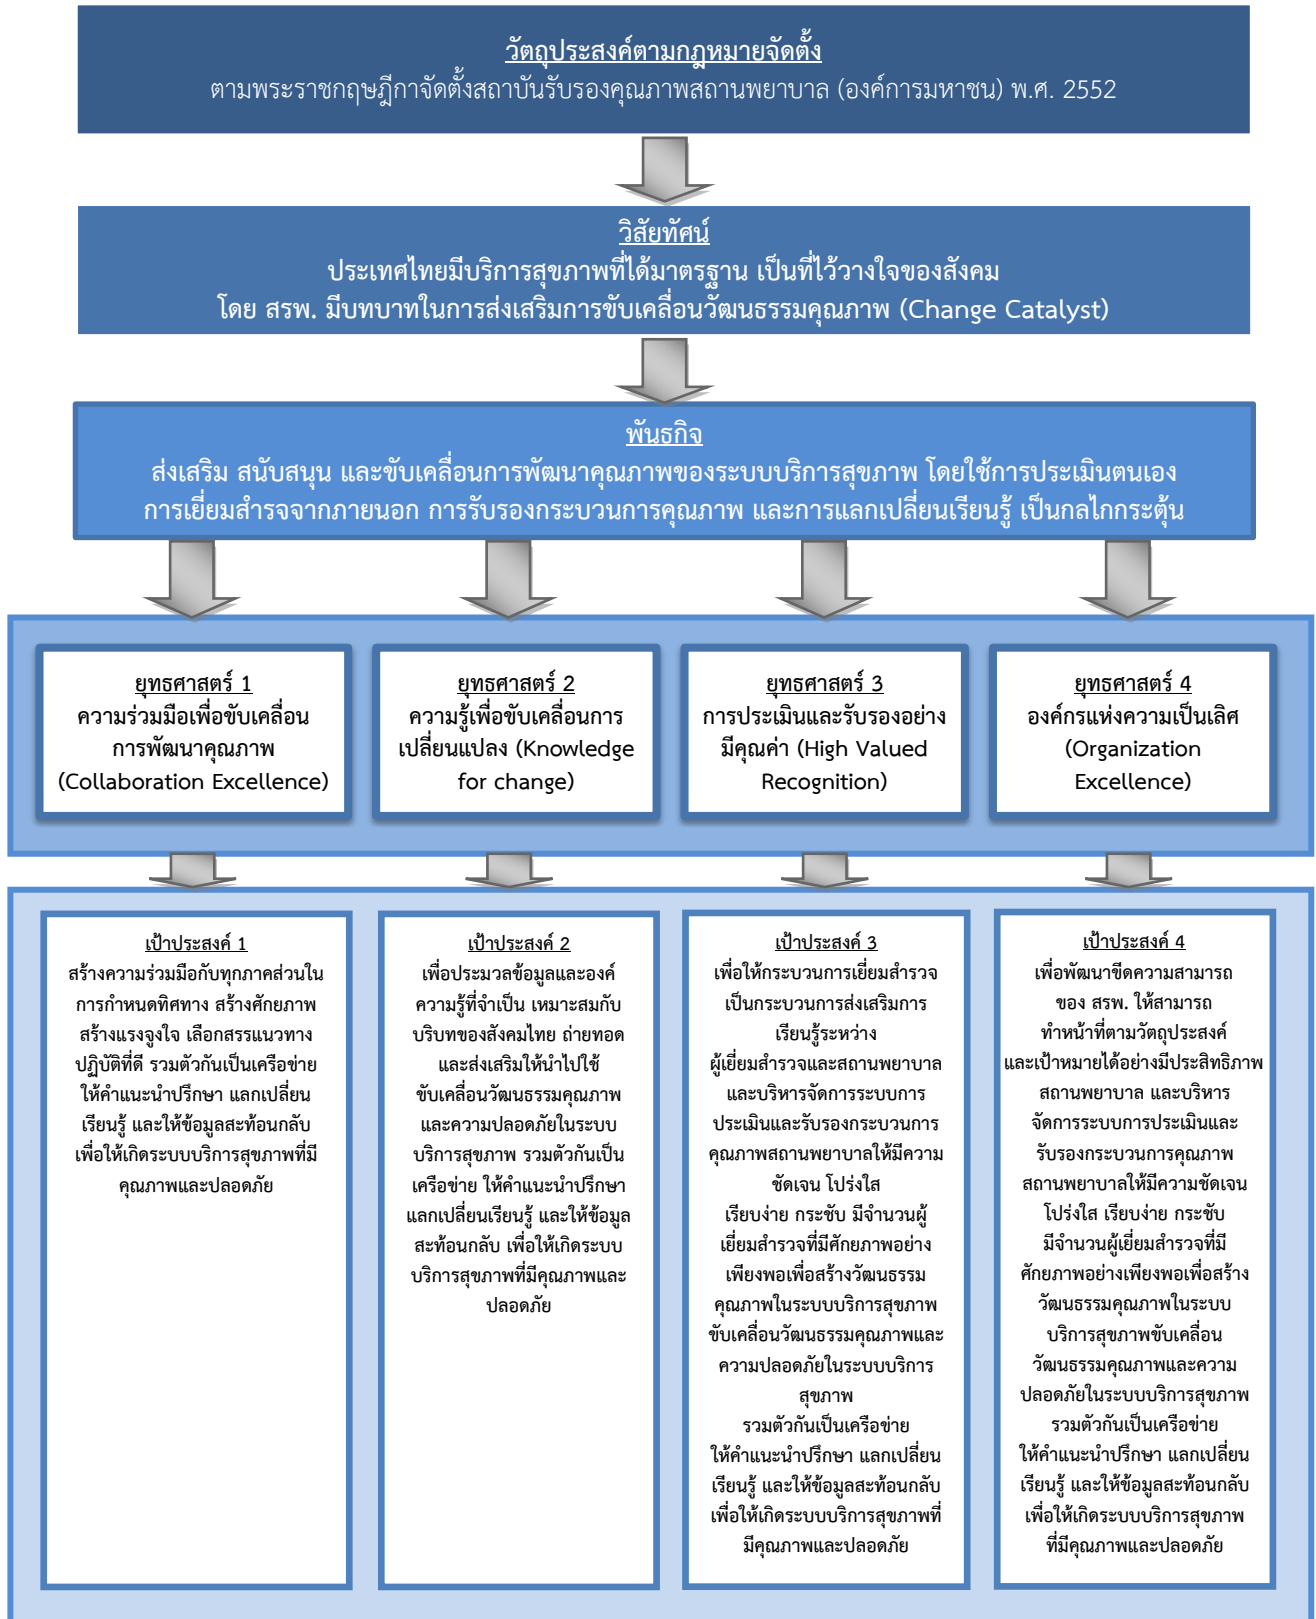 วัตถุประสงค์ตามกฎหมายจัดตั้ง
ตามพระราชกฤษฎีกาจัดตั้งสถาบันรับรองคุณภาพสถานพยาบาล (องค์การมหาชน) พ.ศ. 2552
วิสัยทัศน์
ประเทศไทยมีบริการสุขภาพที่ได้มาตรฐาน เป็นที่ไว้วางใจของสังคม
โดย สรพ. มีบทบาทในการส่งเสริมการขับเคลื่อนวัฒนธรรมคุณภาพ (Change Catalyst)
พันธกิจ
ส่งเสริม สนับสนุน และขับเคลื่อนการพัฒนาคุณภาพของระบบบริการสุขภาพ โดยใช้การประเมินตนเอง
การเยี่ยมสำรจจากภายนอก การรับรองกระบวนการคุณภาพ และการแลกเปลี่ยนเรียนรู้ เป็นกลไกกระตุ้น
ยุทธศาสตร์ 1
ความร่วมมือเพื่อขับเคลื่อน
การพัฒนาคุณภาพ
(Collaboration Excellence)
ยุทธศาสตร์ 2
ความรู้เพื่อขับเคลื่อนการ
เปลี่ยนแปลง (Knowledge
for change)
ยุทธศาสตร์ 3
การประเมินและรับรองอย่าง
มีคุณค่า (High Valued
Recognition)
ยุทธศาสตร์ 4
องค์กรแห่งความเป็นเลิศ
(Organization
Excellence)
เป้าประสงค์ 1
สร้างความร่วมมือกับทุกภาคส่วนใน
การกำหนดทิศทาง สร้างศักยภาพ
สร้างแรงจูงใจ เลือกสรรแนวทาง
ปฏิบัติที่ดี รวมตัวกันเป็นเครือข่าย
ให้คำแนะนำปรึกษา แลกเปลี่ยน
เรียนรู้ และให้ข้อมูลสะท้อนกลับ
เพื่อให้เกิดระบบบริการสุขภาพที่มี
คุณภาพและปลอดภัย
เป้าประสงค์ 2
เพื่อประมวลข้อมูลและองค์
ความรู้ที่จำเป็น เหมาะสมกับ
บริบทของสังคมไทย ถ่ายทอด
และส่งเสริมให้นำไปใช้
ขับเคลื่อนวัฒนธรรมคุณภาพ
และความปลอดภัยในระบบ
บริการสุขภาพ รวมตัวกันเป็น
เครือข่าย ให้คำแนะนำปรึกษา
แลกเปลี่ยนเรียนรู้ และให้ข้อมูล
สะท้อนกลับ เพื่อให้เกิดระบบ
บริการสุขภาพที่มีคุณภาพและ
ปลอดภัย
เป้าประสงค์ 3
เพื่อให้กระบวนการเยี่ยมสำรวจ
เป็นกระบวนการส่งเสริมการ
เรียนรู้ระหว่าง
ผู้เยี่ยมสำรวจและสถานพยาบาล
และบริหารจัดการระบบการ
ประเมินและรับรองกระบวนการ
คุณภาพสถานพยาบาลให้มีความ
ชัดเจน โปร่งใส
เรียบง่าย กระชับ มีจำนวนผู้
เยี่ยมสำรวจที่มีศักยภาพอย่าง
เพียงพอเพื่อสร้างวัฒนธรรม
คุณภาพในระบบบริการสุขภาพ
ขับเคลื่อนวัฒนธรรมคุณภาพและ
ความปลอดภัยในระบบบริการ
สุขภาพ
รวมตัวกันเป็นเครือข่าย
ให้คำแนะนำปรึกษา แลกเปลี่ยน
เรียนรู้ และให้ข้อมูลสะท้อนกลับ
เพื่อให้เกิดระบบบริการสุขภาพที่
มีคุณภาพและปลอดภัย
เป้าประสงค์ 4
เพื่อพัฒนาขีดความสามารถ
ของ สรพ. ให้สามารถ
ทำหน้าที่ตามวัตถุประสงค์
และเป้าหมายได้อย่างมีประสิทธิภาพ
สถานพยาบาล และบริหาร
จัดการระบบการประเมินและ
รับรองกระบวนการคุณภาพ
สถานพยาบาลให้มีความชัดเจน
โปร่งใส เรียบง่าย กระชับ
มีจำนวนผู้เยี่ยมสำรวจที่มี
ศักยภาพอย่างเพียงพอเพื่อสร้าง
วัฒนธรรมคุณภาพในระบบ
บริการสุขภาพขับเคลื่อน
วัฒนธรรมคุณภาพและความ
ปลอดภัยในระบบบริการสุขภาพ
รวมตัวกันเป็นเครือข่าย
ให้คำแนะนำปรึกษา แลกเปลี่ยน
เรียนรู้ และให้ข้อมูลสะท้อนกลับ
เพื่อให้เกิดระบบบริการสุขภาพ
ที่มีคุณภาพและปลอดภัย